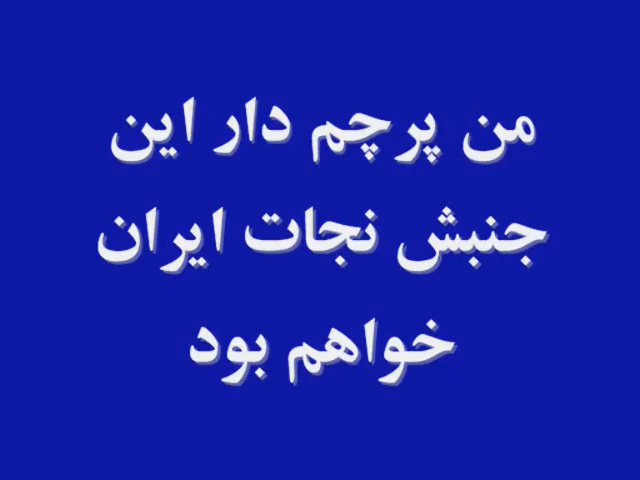 من پرچم دار این
جنبش نجات ایران
خواهم بود